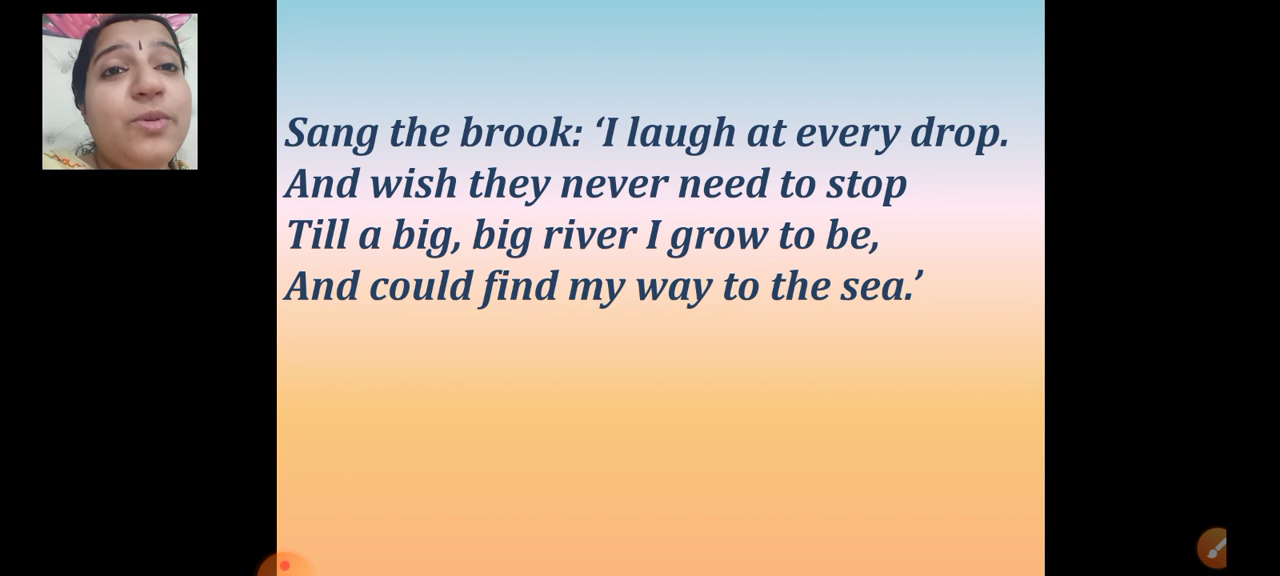 Sang the brook: ‘I laugh at every drop.
And wish they never need to stop
Till a big, big river I grow to be,
And could find my way to the sea.’